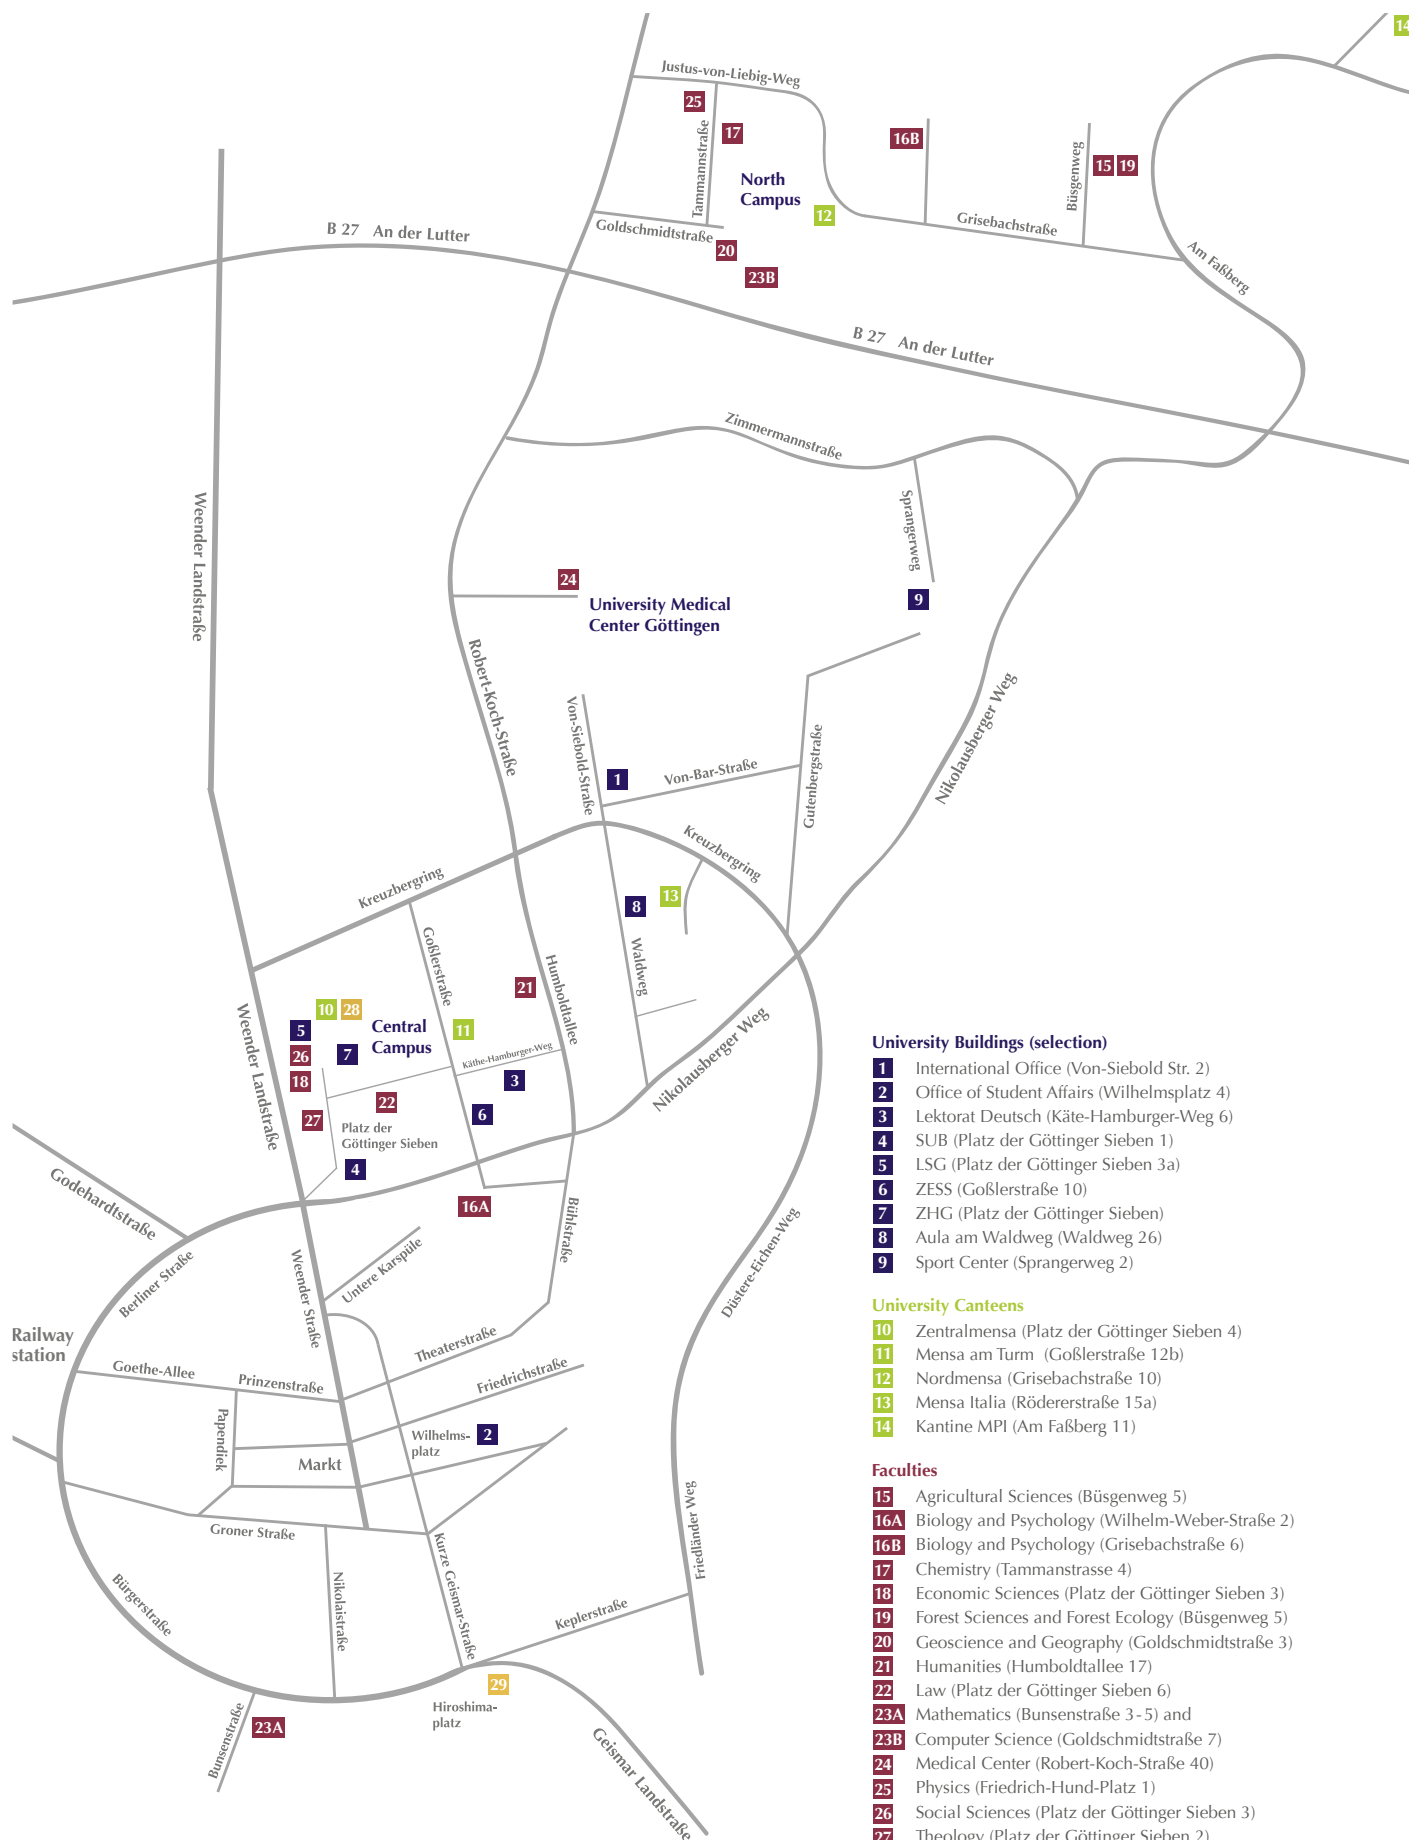 14
Justus-von-Liebig-Weg
25
Tammannstraße
17
16B
Büsgenweg
15 19
North
Campus
12
Goldschmidtstraße
Grisebachstraße
B 27 An der Lutter
20
23B
Am Faßberg
B 27 An der Lutter
Zimmermannstraße
Weender Landstraße
Sprangerweg
24
9
University Medical
Center Göttingen
Robert-Koch-Straße
Von-Siebold-Straße
1
Von-Bar-Straße
Gutenbergstraße
Nikolausberger Weg
Kreuzbergring
Kreuzbergring
13
8
Goßlerstraße
Humboldtallee
Waldweg
21
10 28
5
Central
Campus
7
11
26
18
Käthe-Hamburger-Weg
3
Weender Landstraße
22
6
27
Platz der
Göttinger Sieben
4
Nikolausberger Weg
16A
Godehardtstraße
Bühlstraße
Berliner Straße
Weender Straße
Untere Karspüle
Düstere-Eichen-Weg
Railway
station
Goethe-Allee
Prinzenstraße
Theaterstraße
Friedrichstraße
Papendiek
Wilhelms-
platz
2
Markt
Groner Straße
Kurze Geismar-Straße
Friedländer Weg
Bürgerstraße
Nikolaistraße
Keplerstraße
29
Hiroshima-
platz
Bunsenstraße
23A
Geismar Landstraße
University Buildings (selection)
1 International Office (Von-Siebold Str. 2)
2 Office of Student Affairs (Wilhelmsplatz 4)
3 Lektorat Deutsch (Käte-Hamburger-Weg 6)
4 SUB (Platz der Göttinger Sieben 1)
5 LSG (Platz der Göttinger Sieben 3a)
6 ZESS (Goßlerstraße 10)
7 ZHG (Platz der Göttinger Sieben)
8 Aula am Waldweg (Waldweg 26)
9 Sport Center (Sprangerweg 2)
University Canteens
10 Zentralmensa (Platz der Göttinger Sieben 4)
11 Mensa am Turm (Goßlerstraße 12b)
12 Nordmensa (Grisebachstraße 10)
13 Mensa Italia (Rödererstraße 15a)
14 Kantine MPI (Am Faßberg 11)
Faculties
15 Agricultural Sciences (Büsgenweg 5)
16A Biology and Psychology (Wilhelm-Weber-Straße 2)
16B Biology and Psychology (Grisebachstraße 6)
17 Chemistry (Tammanstrasse 4)
18 Economic Sciences (Platz der Göttinger Sieben 3)
19 Forest Sciences and Forest Ecology (Büsgenweg 5)
20 Geoscience and Geography (Goldschmidtstraße 3)
21 Humanities (Humboldtallee 17)
22 Law (Platz der Göttinger Sieben 6)
23A Mathematics (Bunsenstraße 3-5) and
23B Computer Science (Goldschmidtstraße 7)
24 Medical Center (Robert-Koch-Straße 40)
25 Physics (Friedrich-Hund-Platz 1)
26 Social Sciences (Platz der Göttinger Sieben 3)
27 Theology (Platz der Göttinger Sieben 2)